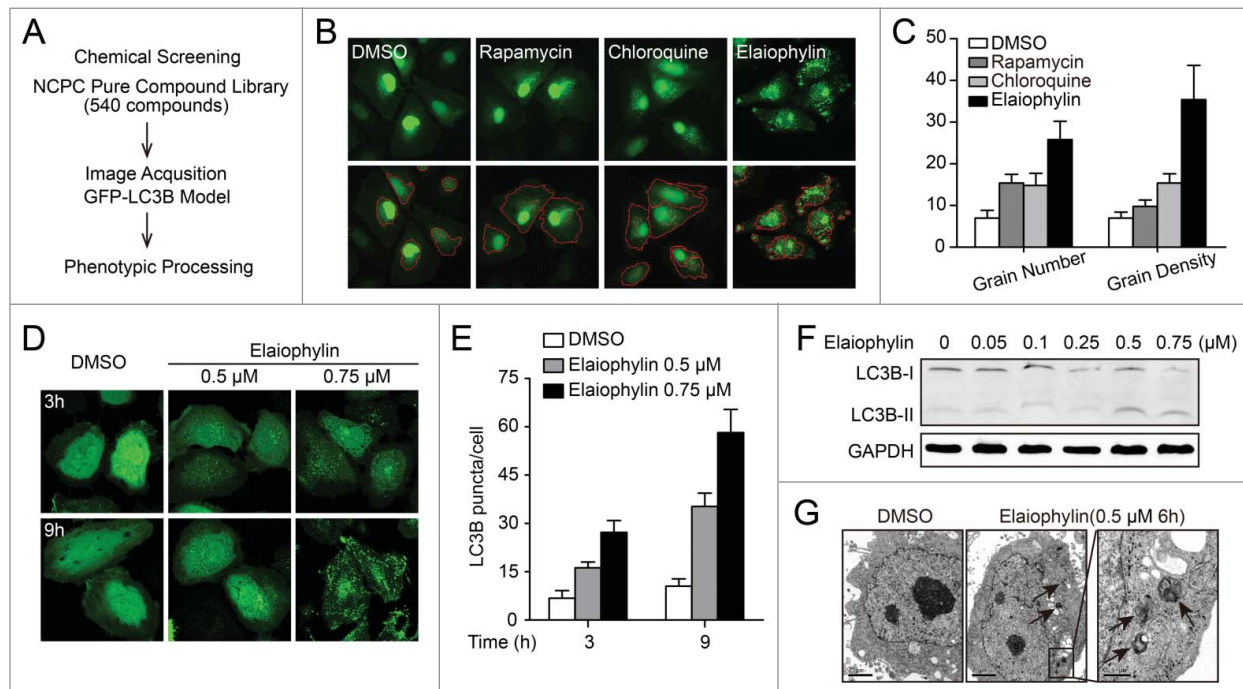 A
Chemical Screening
NCPC Pure Compound Library
(540 compounds)
Image Acqusition
GFP-LC3B Model
Phenotypic Processing
B
DMSO Rapamycin Chloroquine Elaiophylin
C
50
40
30
20
10
0
DMSO
Rapamycin
Chloroquine
Elaiophylin
Grain Number Grain Density
D
DMSO
Elaiophylin
0.5 μM 0.75 μM
3h
9h
E
DMSO
Elaiophylin 0.5 μM
Elaiophylin 0.75 μM
LC3B puncta/cell
75
60
45
30
15
0
Time (h) 3 9
F
Elaiophylin 0 0.05 0.1 0.25 0.5 0.75 (μM)
LC3B-I
LC3B-II
GAPDH
G
DMSO Elaiophylin(0.5 μM 6h)